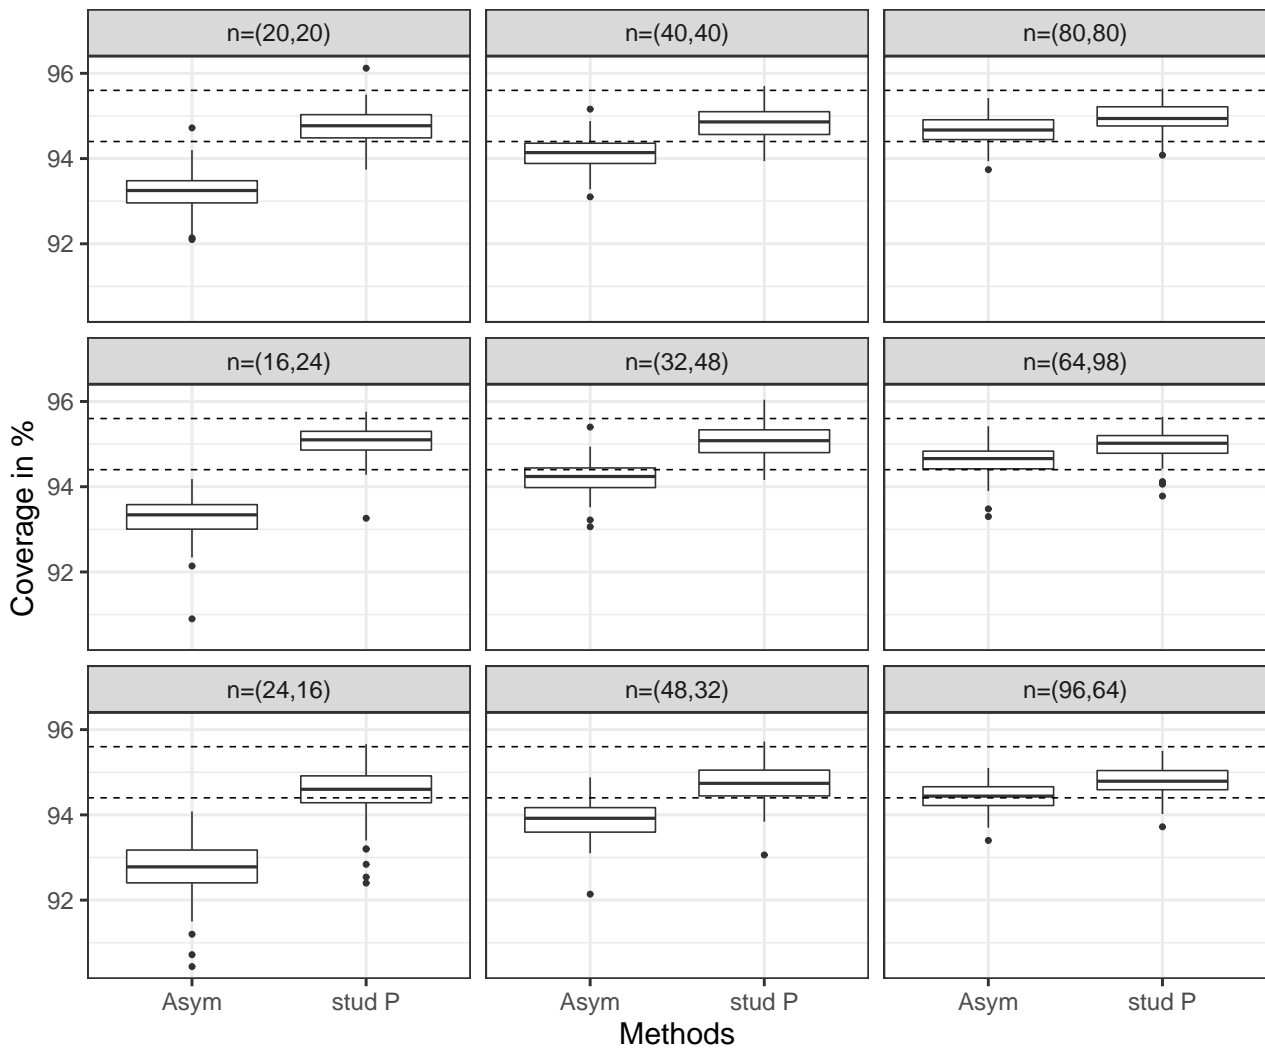 n=(20,20)
n=(40,40)
n=(80,80)
96
94
92
n=(16,24)
n=(32,48)
n=(64,98)
96
94
92
n=(24,16)
n=(48,32)
n=(96,64)
96
94
92
Coverage in %
Asym
stud P
Asym
stud P
Asym
stud P
Methods